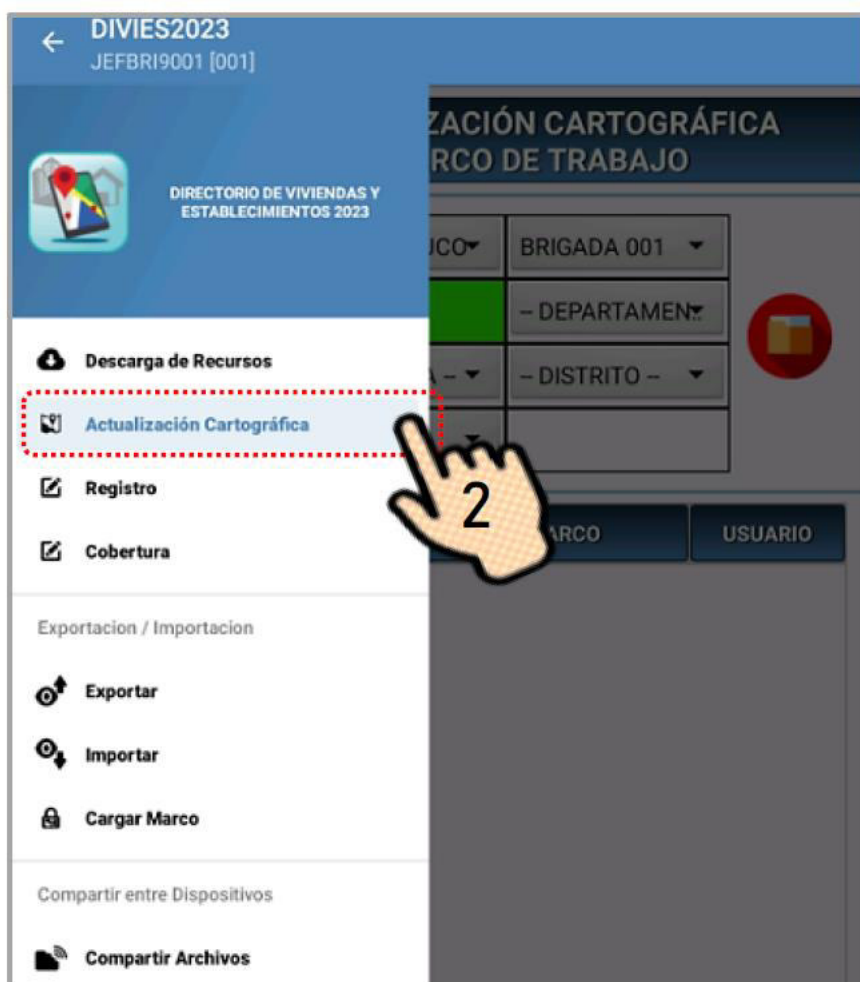 DIVIES2023
JEFBRI9001 [001]
DIRECTORIO DE VIVIENDAS Y
ESTABLECIMIENTOS 2023
Descarga de Recursos
Actualización Cartográfica
Registro
Cobertura
Exportacion / Importacion
Exportar
Importar
Cargar Marco
Compartir entre Dispositivos
Compartir Archivos
ZACIÓN CARTOGRÁFICA
RCO DE TRABAJO
UCO BRIGADA 001
-- DEPARTAMEN..
A -- -- DISTRITO --
2
ARCO USUARIO